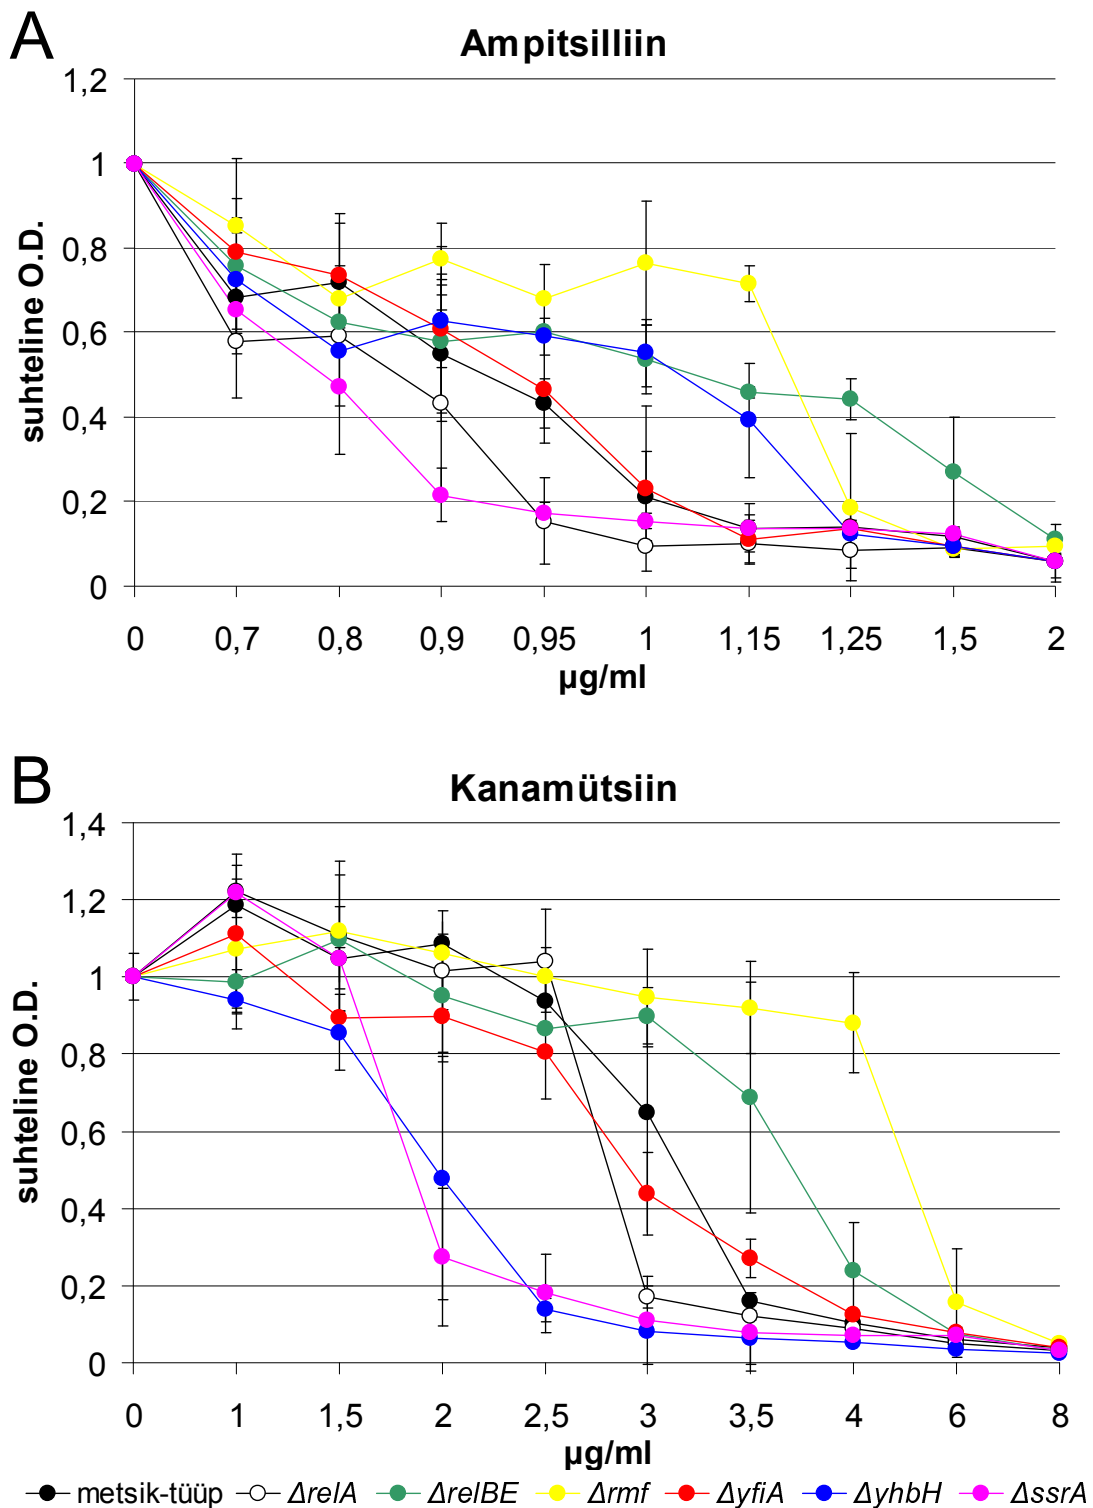 A
Ampitsilliin
1,2
1
0,8
0,6
0,4
0,2
0
suhteline O.D.
0 0,7 0,8 0,9 0,95 1 1,15 1,25 1,5 2
µg/ml
B
Kanamütsiin
1,4
1,2
1
0,8
0,6
0,4
0,2
0
suhteline O.D.
0 1 1,5 2 2,5 3 3,5 4 6 8
µg/ml
metsik-tüüp ΔrelA ΔrelBE Δrmf ΔyfiA ΔyhbH ΔssrA